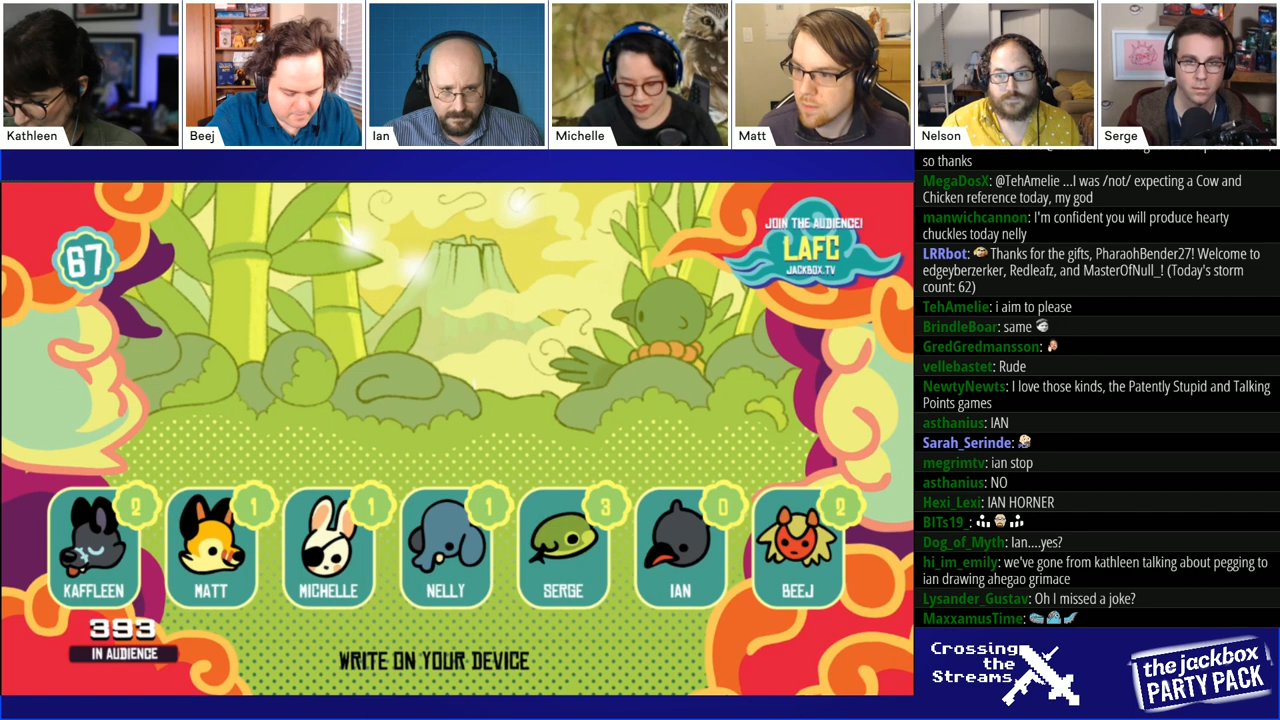 Kathleen
Beej
Ian
Michelle
Matt
Nelson
Serge
67
JOIN THE AUDIENCE!
LAFC
JACKBOX.TV
2
1
1
3
0
2
KAFFLEEN
MATT
MICHELLE
NELLY
SERGE
IAN
BEEJ
393
IN AUDIENCE
WRITE ON YOUR DEVICE
so thanks
MegaDosX: @TehAmelie ...I was /not/ expecting a Cow and
Chicken reference today, my god
manwichcannon: I'm confident you will produce hearty
chuckles today nelly
LRRbot: Thanks for the gifts, PharaohBender27! Welcome to
edgeyberzerker, Redleafz, and MasterOfNull_! (Today's storm
count: 62)
TehAmelie: i aim to please
BrindleBoar: same
GredGredmansson:
vellebastet: Rude
NewtyNewts: I love those kinds, the Patently Stupid and Talking
Points games
asthanius: IAN
Sarah_Serinde:
megrimtv: ian stop
asthanius: NO
Hexi_Lexi: IAN HORNER
BITs19_:
Dog_of_Myth: Ian....yes?
hi_im_emily: we've gone from kathleen talking about pegging to
ian drawing ahegao grimace
Lysander_Gustav: Oh I missed a joke?
MaxxamusTime:
Crossing
the
Streams
the jackbox
PARTY PACK